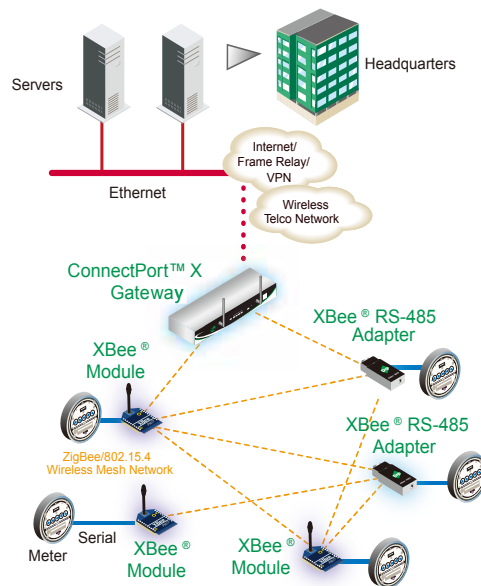 Servers
Headquarters
Internet/
Frame Relay/
VPN
Ethernet
Wireless
Telco Network
ConnectPort™ X
Gateway
XBee® RS-485
Adapter
XBee®
Module
XBee® RS-485
Adapter
ZigBee/802.15.4
Wireless Mesh Network
Serial
Meter
XBee®
Module
XBee®
Module